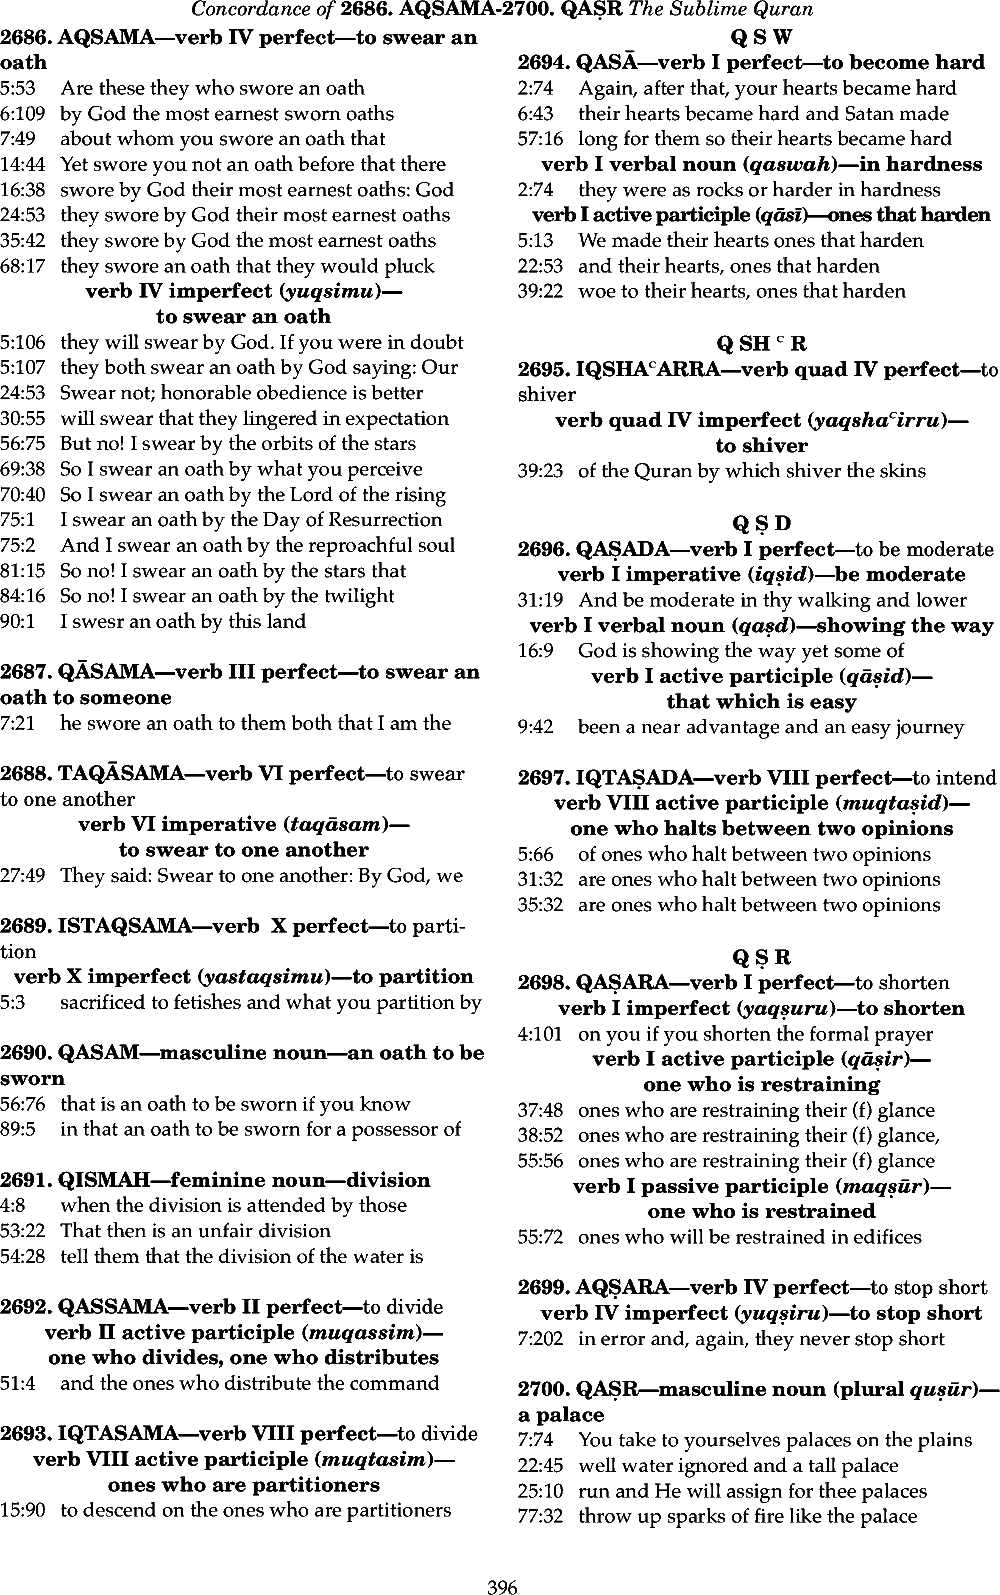 Concordance of 2686. AQSAMA-2700. QAṢR The Sublime Quran
2686. AQSAMA—verb IV perfect—to swear an
oath
5:53 Are these they who swore an oath
6:109 by God the most earnest sworn oaths
7:49 about whom you swore an oath that
14:44 Yet swore you not an oath before that there
16:38 swore by God their most earnest oaths: God
24:53 they swore by God their most earnest oaths
35:42 they swore by God the most earnest oaths
68:17 they swore an oath that they would pluck
verb IV imperfect (yuqsimu)—
to swear an oath
5:106 they will swear by God. If you were in doubt
5:107 they both swear an oath by God saying: Our
24:53 Swear not; honorable obedience is better
30:55 will swear that they lingered in expectation
56:75 But no! I swear by the orbits of the stars
69:38 So I swear an oath by what you perceive
70:40 So I swear an oath by the Lord of the rising
75:1 I swear an oath by the Day of Resurrection
75:2 And I swear an oath by the reproachful soul
81:15 So no! I swear an oath by the stars that
84:16 So no! I swear an oath by the twilight
90:1 I swesr an oath by this land
2687. QĀSAMA—verb III perfect—to swear an
oath to someone
7:21 he swore an oath to them both that I am the
2688. TAQĀSAMA—verb VI perfect—to swear
to one another
verb VI imperative (taqāsam)—
to swear to one another
27:49 They said: Swear to one another: By God, we
2689. ISTAQSAMA—verb X perfect—to parti-
tion
verb X imperfect (yastaqsimu)—to partition
5:3 sacrificed to fetishes and what you partition by
2690. QASAM—masculine noun—an oath to be
sworn
56:76 that is an oath to be sworn if you know
89:5 in that an oath to be sworn for a possessor of
2691. QISMAH—feminine noun—division
4:8 when the division is attended by those
53:22 That then is an unfair division
54:28 tell them that the division of the water is
2692. QASSAMA—verb II perfect—to divide
verb II active participle (muqassim)—
one who divides, one who distributes
51:4 and the ones who distribute the command
2693. IQTASAMA—verb VIII perfect—to divide
verb VIII active participle (muqtasim)—
ones who are partitioners
15:90 to descend on the ones who are partitioners
Q S W
2694. QASĀ—verb I perfect—to become hard
2:74 Again, after that, your hearts became hard
6:43 their hearts became hard and Satan made
57:16 long for them so their hearts became hard
verb I verbal noun (qaswah)—in hardness
2:74 they were as rocks or harder in hardness
verb I active participle (qāsī)—ones that harden
5:13 We made their hearts ones that harden
22:53 and their hearts, ones that harden
39:22 woe to their hearts, ones that harden
Q SH ᶜ R
2695. IQSHAᶜARRA—verb quad IV perfect—to
shiver
verb quad IV imperfect (yaqshaᶜirru)—
to shiver
39:23 of the Quran by which shiver the skins
Q Ṣ D
2696. QAṢADA—verb I perfect—to be moderate
verb I imperative (iqṣid)—be moderate
31:19 And be moderate in thy walking and lower
verb I verbal noun (qaṣd)—showing the way
16:9 God is showing the way yet some of
verb I active participle (qāṣid)—
that which is easy
9:42 been a near advantage and an easy journey
2697. IQTAṢADA—verb VIII perfect—to intend
verb VIII active participle (muqtaṣid)—
one who halts between two opinions
5:66 of ones who halt between two opinions
31:32 are ones who halt between two opinions
35:32 are ones who halt between two opinions
Q Ṣ R
2698. QAṢARA—verb I perfect—to shorten
verb I imperfect (yaqṣuru)—to shorten
4:101 on you if you shorten the formal prayer
verb I active participle (qāṣir)—
one who is restraining
37:48 ones who are restraining their (f) glance
38:52 ones who are restraining their (f) glance,
55:56 ones who are restraining their (f) glance
verb I passive participle (maqṣūr)—
one who is restrained
55:72 ones who will be restrained in edifices
2699. AQṢARA—verb IV perfect—to stop short
verb IV imperfect (yuqṣiru)—to stop short
7:202 in error and, again, they never stop short
2700. QAṢR—masculine noun (plural quṣūr)—
a palace
7:74 You take to yourselves palaces on the plains
22:45 well water ignored and a tall palace
25:10 run and He will assign for thee palaces
77:32 throw up sparks of fire like the palace
396